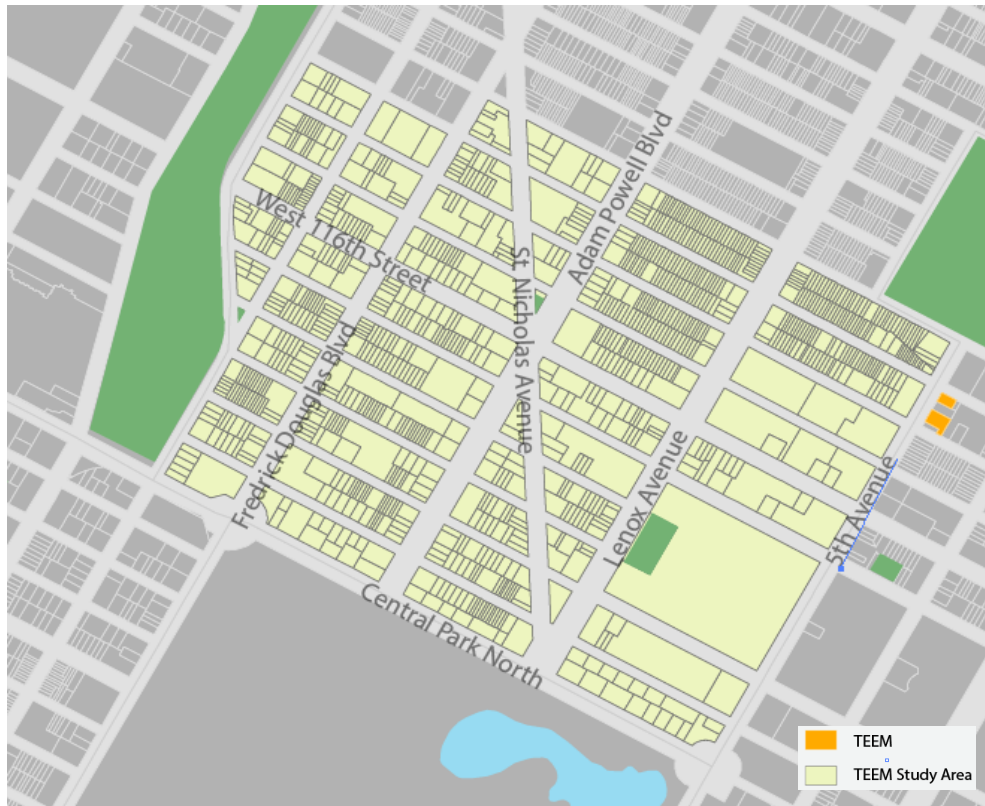 Adam Powell Blvd
West 116th Street
St. Nicholas Avenue
Fredrick Douglas Blvd
Lenox Avenue
5th Avenue
Central Park North
TEEM
TEEM Study Area